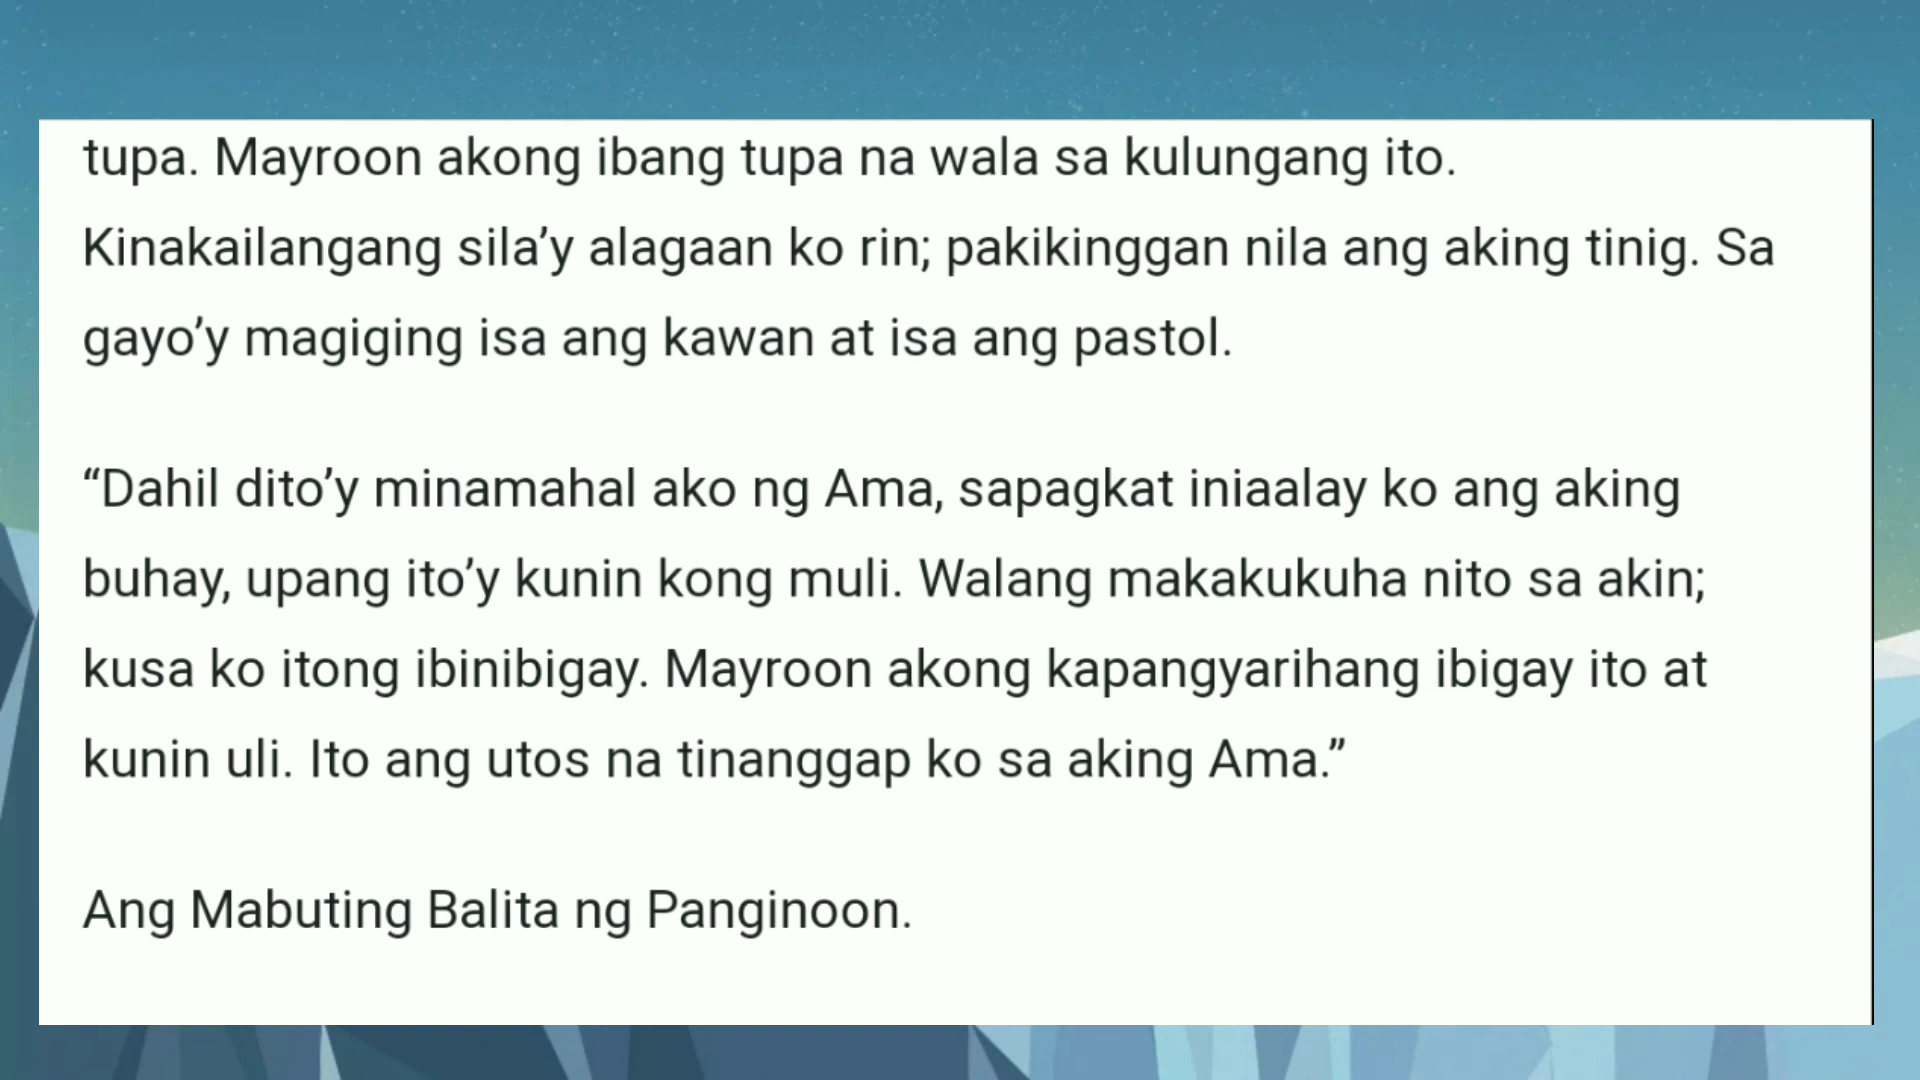 tupa. Mayroon akong ibang tupa na wala sa kulungang ito.
Kinakailangang sila’y alagaan ko rin; pakikinggan nila ang aking tinig. Sa
gayo’y magiging isa ang kawan at isa ang pastol.
“Dahil dito’y minamahal ako ng Ama, sapagkat iniaalay ko ang aking
buhay, upang ito’y kunin kong muli. Walang makakukuha nito sa akin;
kusa ko itong ibinibigay. Mayroon akong kapangyarihang ibigay ito at
kunin uli. Ito ang utos na tinanggap ko sa aking Ama.”
Ang Mabuting Balita ng Panginoon.